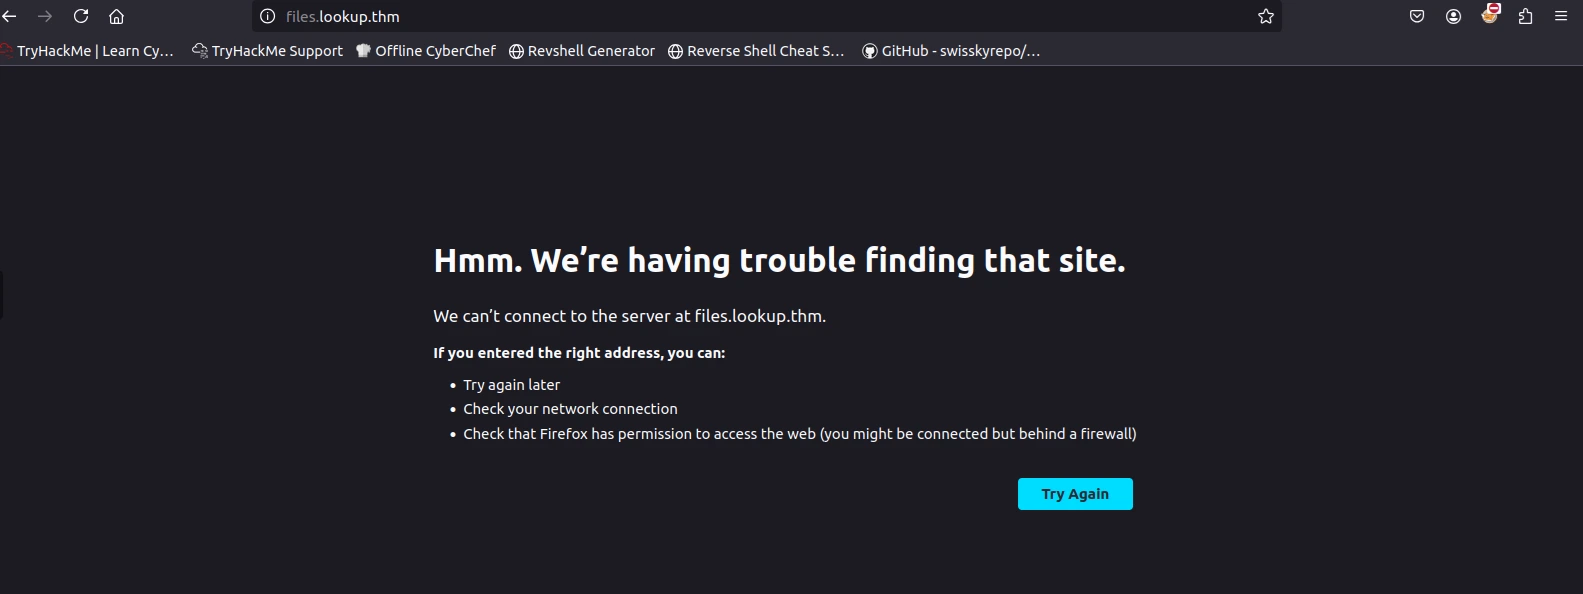 files.lookup.thm
TryHackMe | Learn Cy... TryHackMe Support Offline CyberChef Revshell Generator Reverse Shell Cheat S... GitHub - swisskyrepo/...
Hmm. We’re having trouble finding that site.
We can’t connect to the server at files.lookup.thm.
If you entered the right address, you can:
• Try again later
• Check your network connection
• Check that Firefox has permission to access the web (you might be connected but behind a firewall)
Try Again